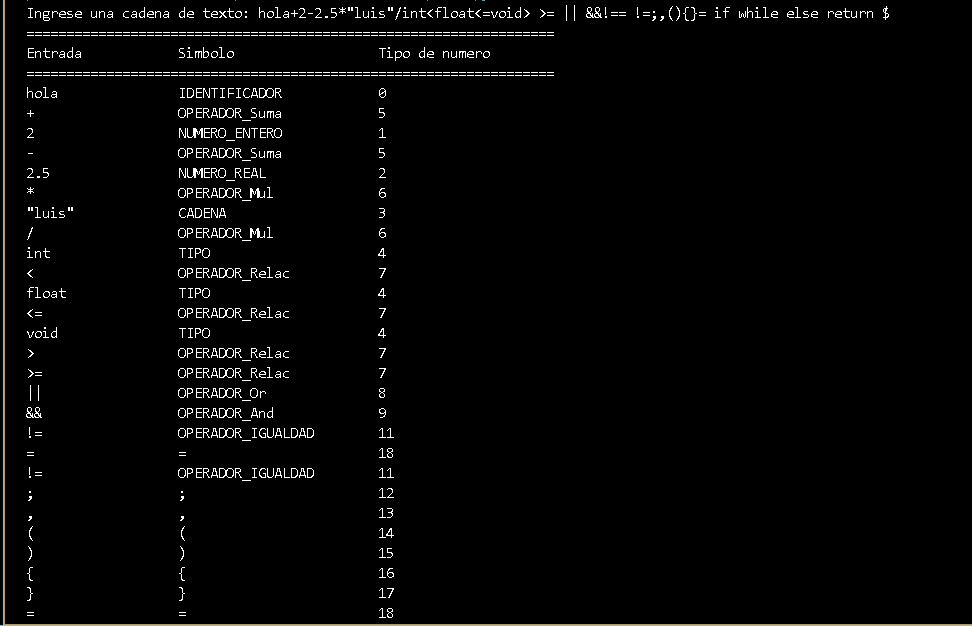 Ingrese una cadena de texto: hola+2-2.5*"luis"/int<float<=void> >= || &&!== !=;,(){}= if while else return $
==================================================================
Entrada Simbolo Tipo de numero
==================================================================
hola IDENTIFICADOR 0
+ OPERADOR_Suma 5
2 NUMERO_ENTERO 1
- OPERADOR_Suma 5
2.5 NUMERO_REAL 2
* OPERADOR_Mul 6
"luis" CADENA 3
/ OPERADOR_Mul 6
int TIPO 4
< OPERADOR_Relac 7
float TIPO 4
<= OPERADOR_Relac 7
void TIPO 4
> OPERADOR_Relac 7
>= OPERADOR_Relac 7
|| OPERADOR_Or 8
&& OPERADOR_And 9
!= OPERADOR_IGUALDAD 11
= = 18
!= OPERADOR_IGUALDAD 11
; ; 12
, , 13
( ( 14
) ) 15
{ { 16
} } 17
= = 18